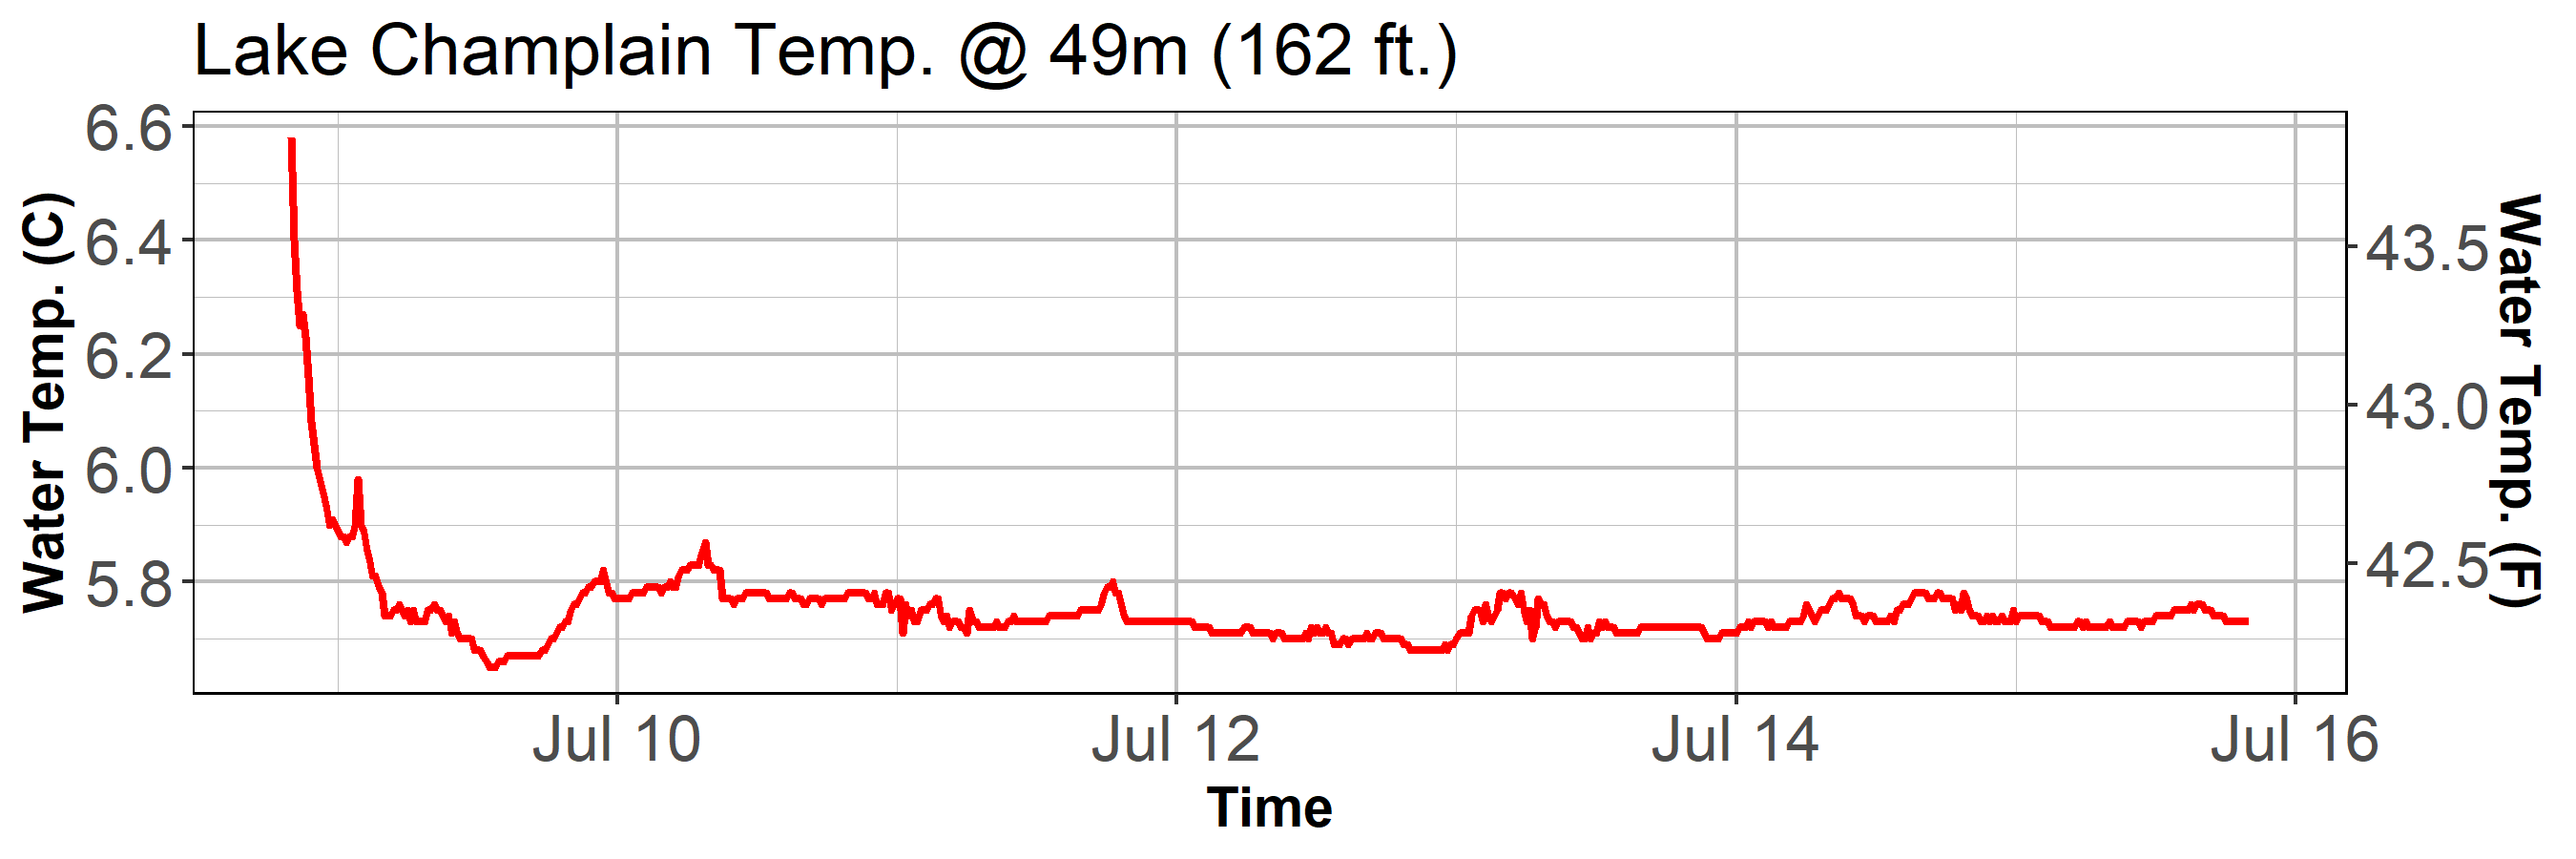 Lake Champlain Temp. @ 49m (162 ft.)
Water Temp. (C)
6.6
6.4
6.2
6.0
5.8
43.5
43.0
42.5
Water Temp. (F)
Jul 10 Jul 12 Jul 14 Jul 16
Time